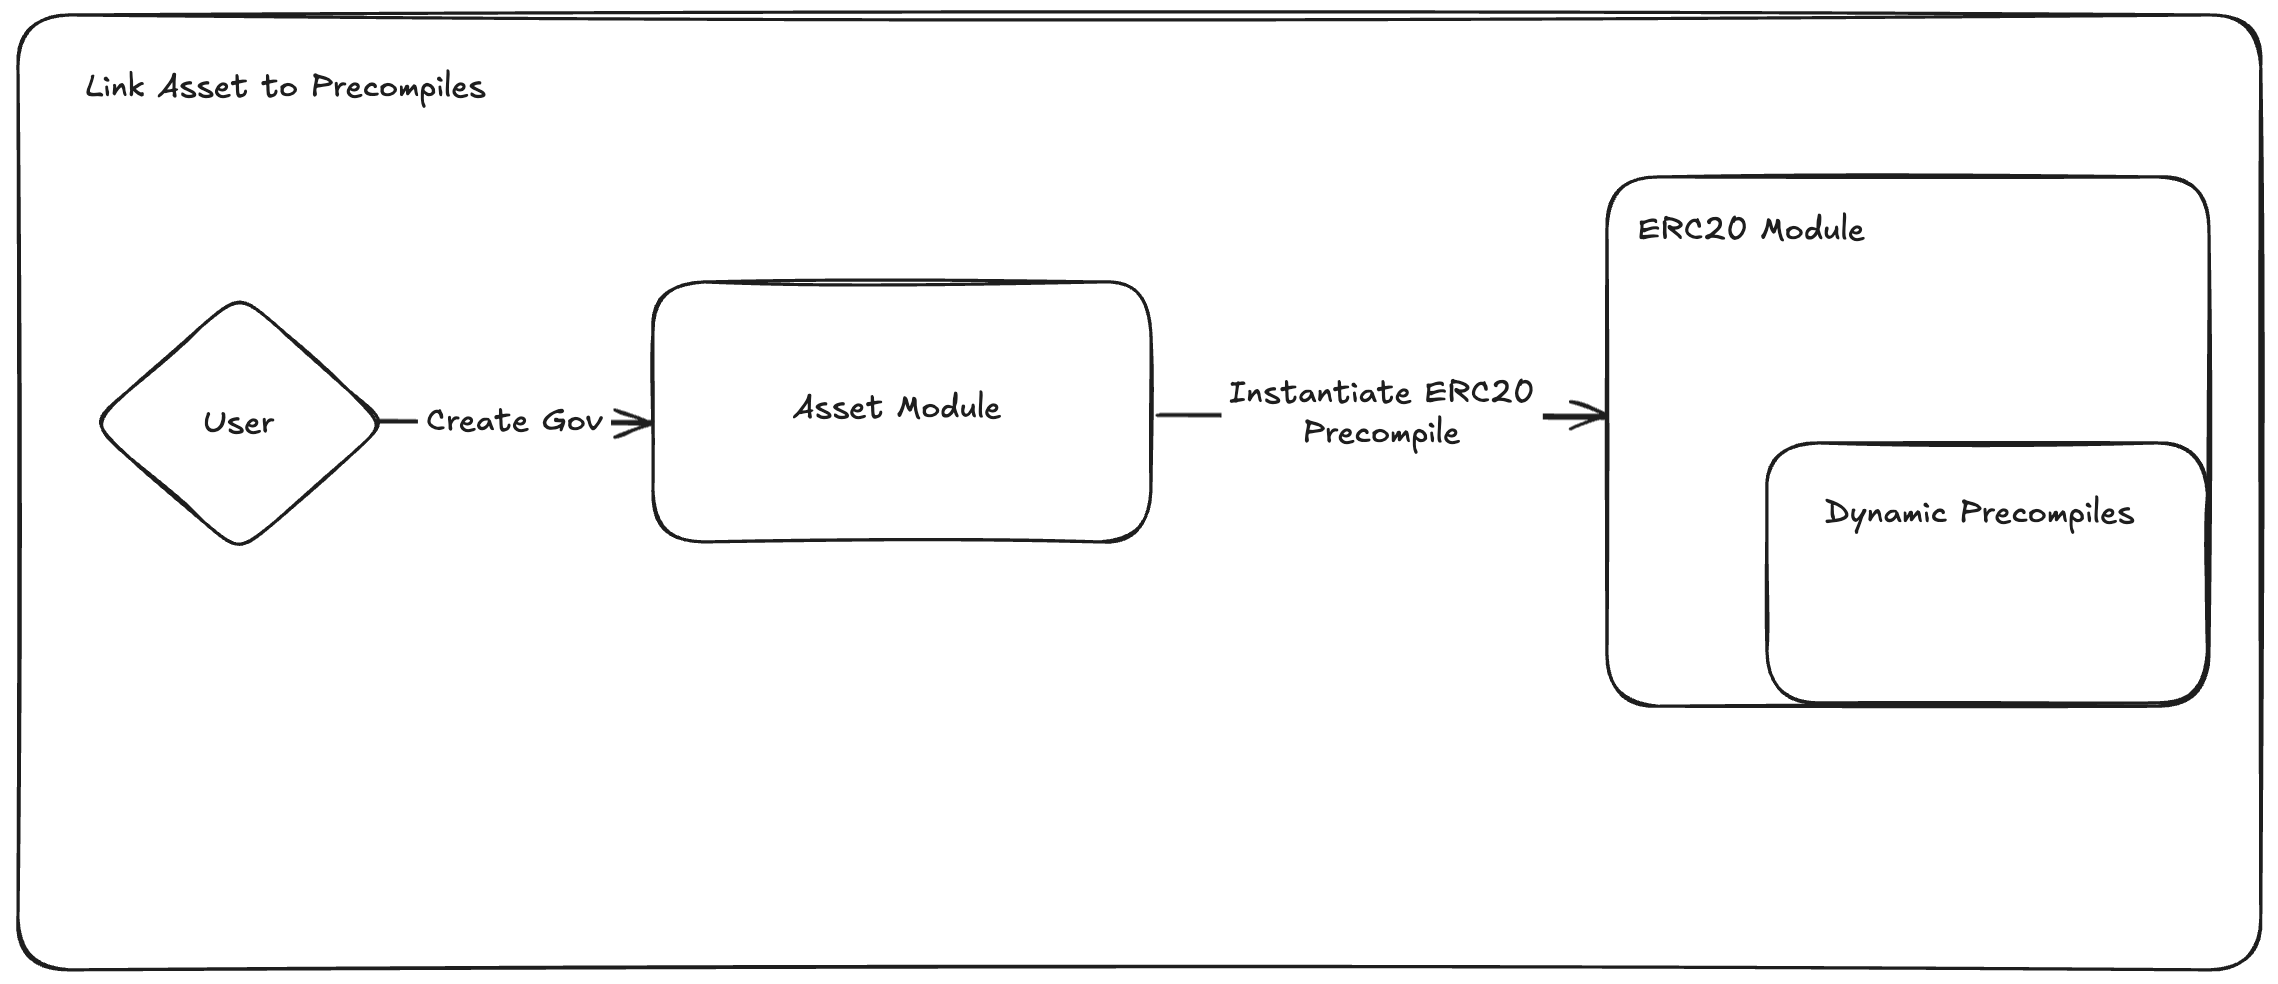 Link Asset to Precompiles
ERC20 Module
User
Create Gov
Asset Module
Instantiate ERC20
Precompile
Dynamic Precompiles